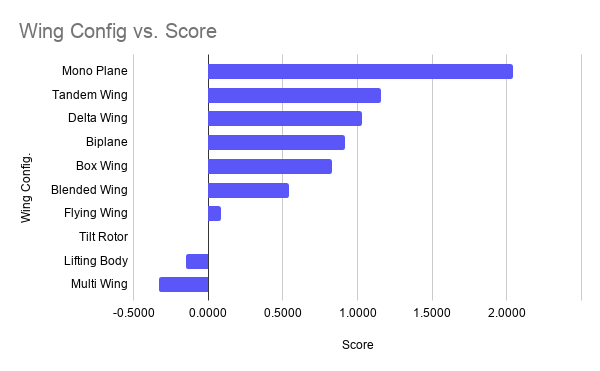 Wing Config vs. Score
Wing Config.
Mono Plane
Tandem Wing
Delta Wing
Biplane
Box Wing
Blended Wing
Flying Wing
Tilt Rotor
Lifting Body
Multi Wing
-0.5000 0.0000 0.5000 1.0000 1.5000 2.0000
Score